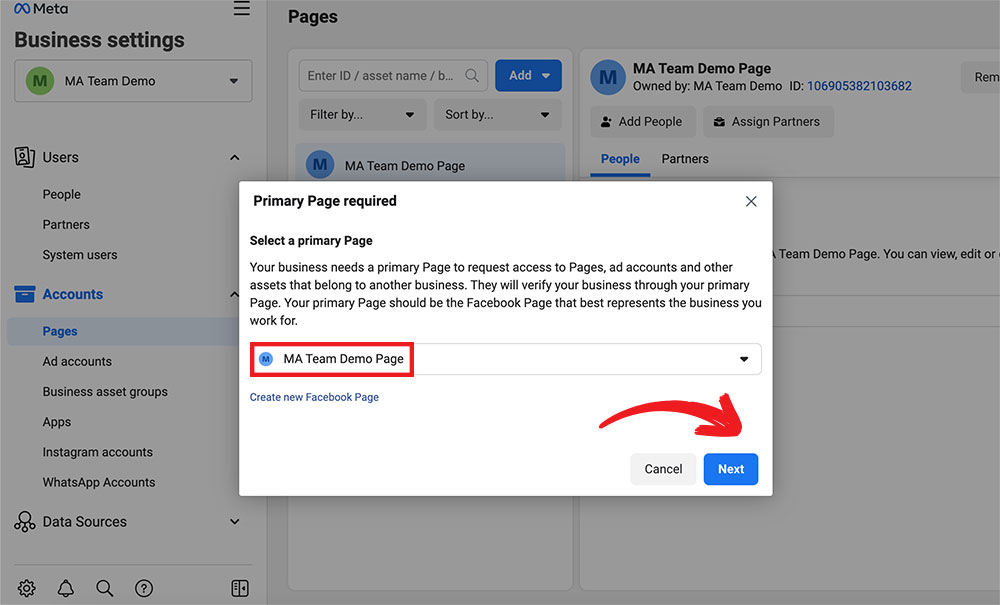 Meta
Business settings
M MA Team Demo
Users
People
Partners
System users
Accounts
Pages
Ad accounts
Business asset groups
Apps
Instagram accounts
WhatsApp Accounts
Data Sources
Pages
Enter ID / asset name / b...
Add
Filter by...
Sort by...
M MA Team Demo Page
M
MA Team Demo Page
Owned by: MA Team Demo ID: 106905382103682
Rem
Add People
Assign Partners
People
Partners
A Team Demo Page. You can view, edit or
Primary Page required
Select a primary Page
Your business needs a primary Page to request access to Pages, ad accounts and other
assets that belong to another business. They will verify your business through your primary
Page. Your primary Page should be the Facebook Page that best represents the business you
work for.
M MA Team Demo Page
Create new Facebook Page
Cancel
Next